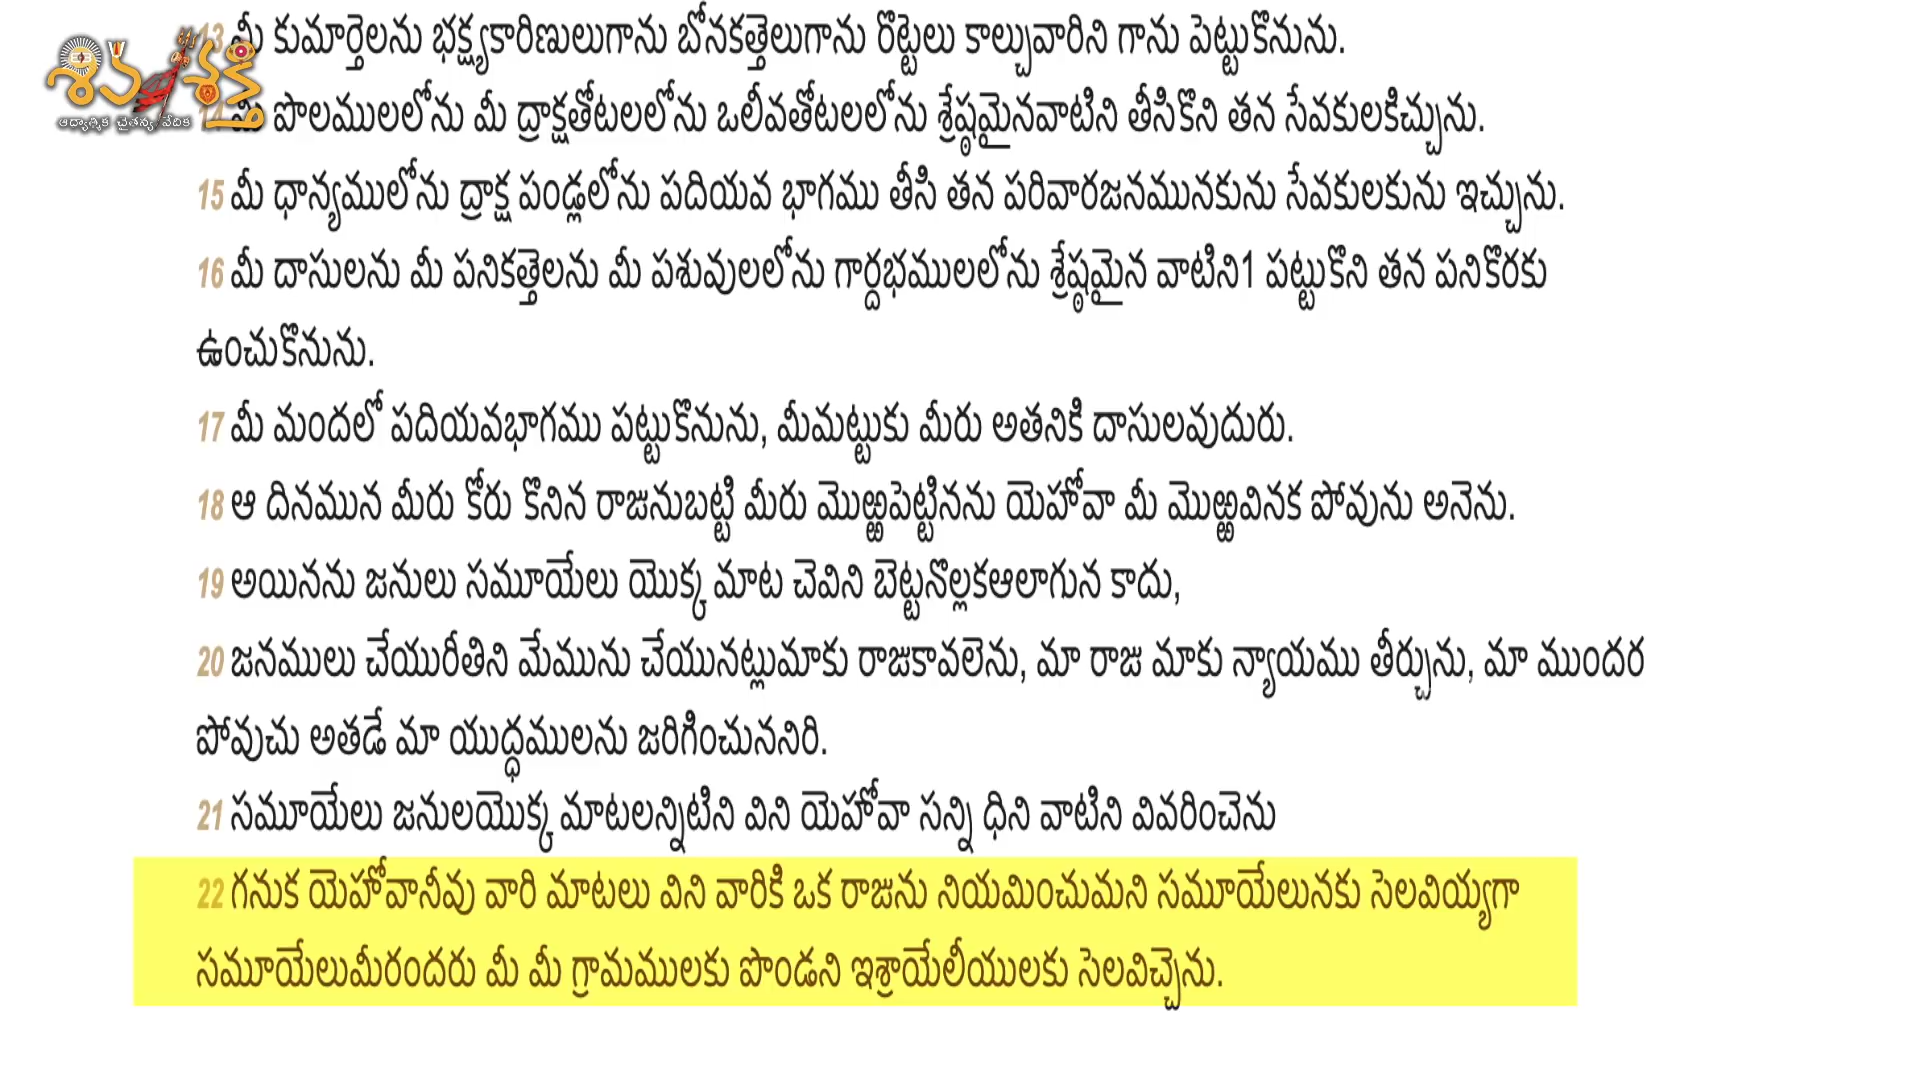 13 మీ కుమార్తెలను భక్ష్యకారిణులుగాను బోనకత్తెలుగాను రొట్టెలు కాల్చువారిని గాను పెట్టుకొనును.
శివశక్తి
ఆధ్యాత్మిక చైతన్య వేదిక
మీ పొలములలోను మీ ద్రాక్షతోటలలోను ఒలీవతోటలలోను శ్రేష్ఠమైనవాటిని తీసికొని తన సేవకులకిచ్చును.
15 మీ ధాన్యములోను ద్రాక్ష పండ్లలోను పదియవ భాగము తీసి తన పరివారజనమునకును సేవకులకును ఇచ్చును.
16 మీ దాసులను మీ పనికత్తెలను మీ పశువులలోను గార్దభములలోను శ్రేష్ఠమైన వాటిని1 పట్టుకొని తన పనికొరకు
ఉంచుకొనును.
17 మీ మందలో పదియవభాగము పట్టుకొనును, మీమట్టుకు మీరు అతనికి దాసులవుదురు.
18 ఆ దినమున మీరు కోరు కొనిన రాజునుబట్టి మీరు మొఱ్ఱపెట్టినను యెహోవా మీ మొఱ్ఱవినక పోవును అనెను.
19 అయినను జనులు సమూయేలు యొక్క మాట చెవిని బెట్టనొల్లకఆలాగున కాదు,
20 జనములు చేయురీతిని మేమును చేయునట్లుమాకు రాజుకావలెను, మా రాజు మాకు న్యాయము తీర్చును, మా ముందర
పోవుచు అతడే మా యుద్ధములను జరిగించుననిరి.
21 సమూయేలు జనులయొక్క మాటలన్నిటిని విని యెహోవా సన్ని ధిని వాటిని వివరించెను
22 గనుక యెహోవానీవు వారి మాటలు విని వారికి ఒక రాజును నియమించుమని సమూయేలునకు సెలవియ్యగా
సమూయేలుమీరందరు మీ మీ గ్రామములకు పొండని ఇశ్రాయేలీయులకు సెలవిచ్చెను.